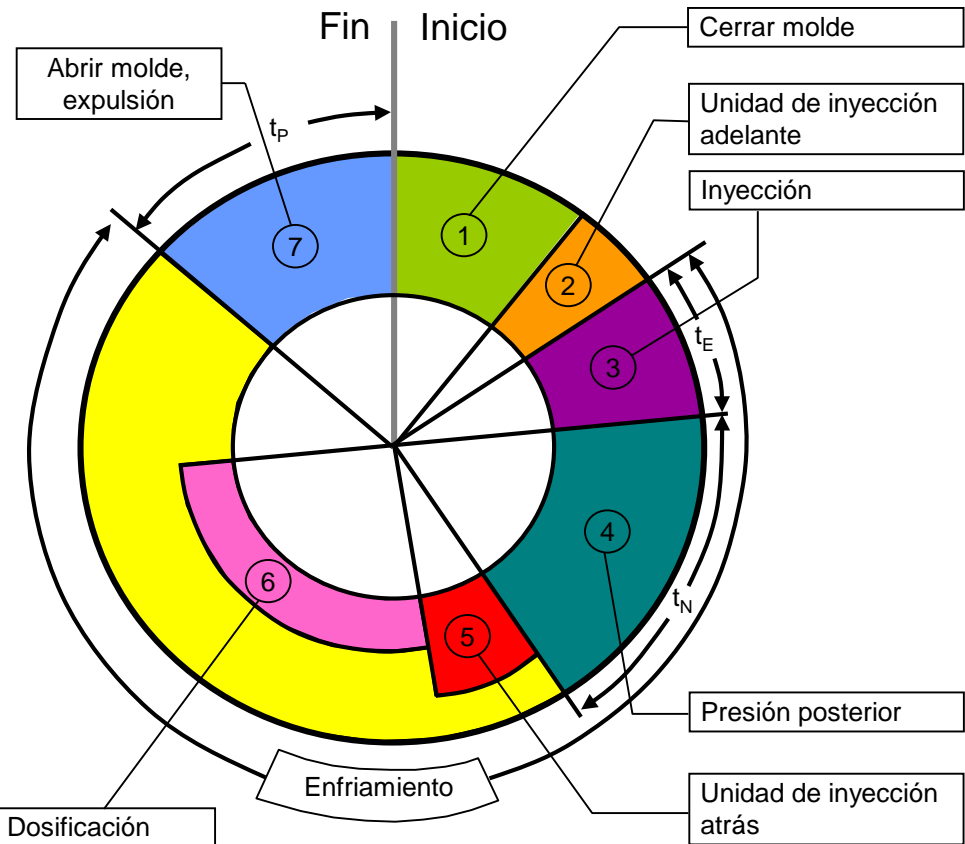 Fin
Inicio
Cerrar molde
Abrir molde,
expulsión
Unidad de inyección
adelante
Inyección
tP
7
1
2
3
tE
4
tN
6
5
Presión posterior
Enfriamiento
Unidad de inyección
atrás
Dosificación